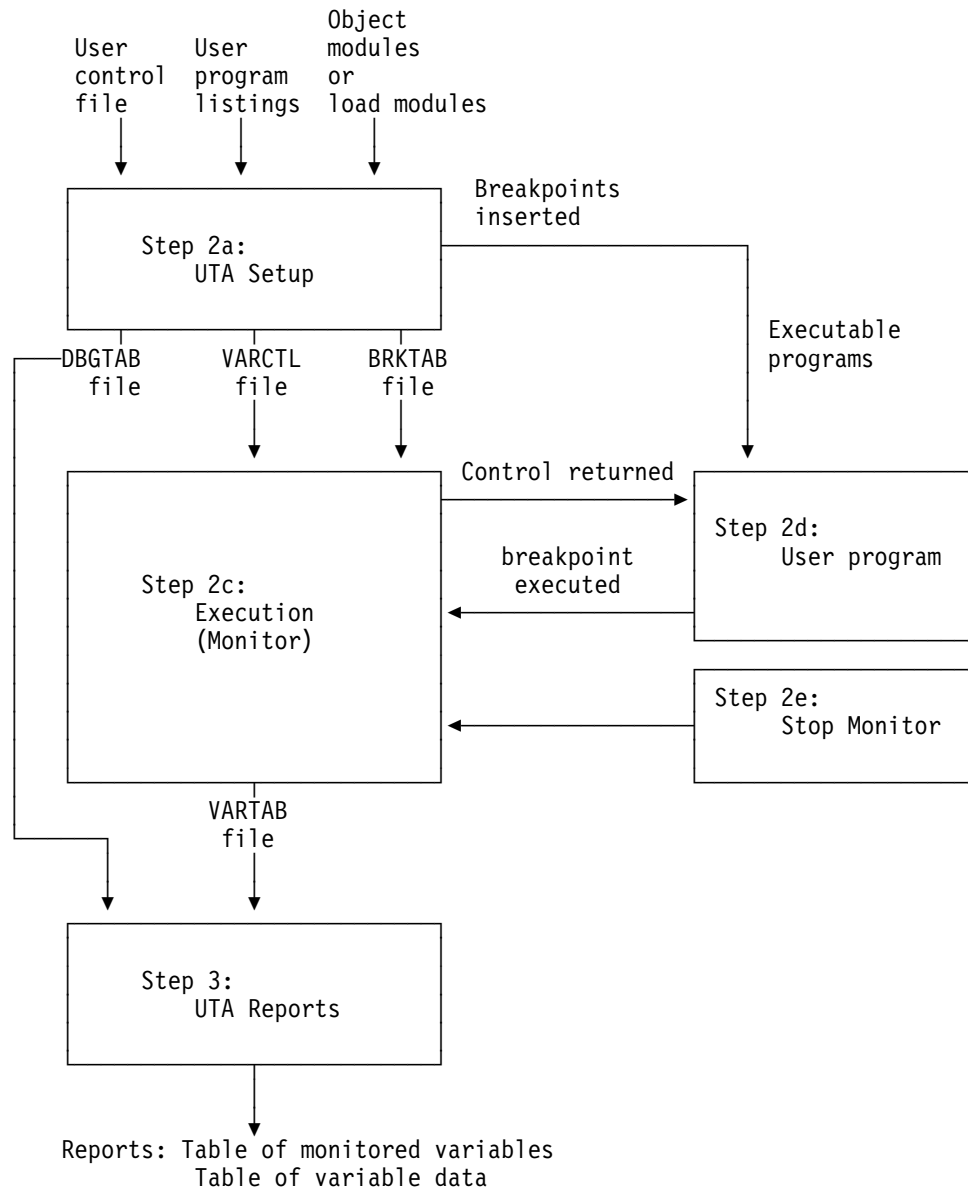 User
control
file
User
program
listings
Object
modules
or
load modules
Breakpoints
inserted
Step 2a:
UTA Setup
Executable
programs
DBGTAB
file
VARCTL
file
BRKTAB
file
Control returned
Step 2d:
User program
breakpoint
executed
Step 2c:
Execution
(Monitor)
Step 2e:
Stop Monitor
VARTAB
file
Step 3:
UTA Reports
Reports: Table of monitored variables
Table of variable data